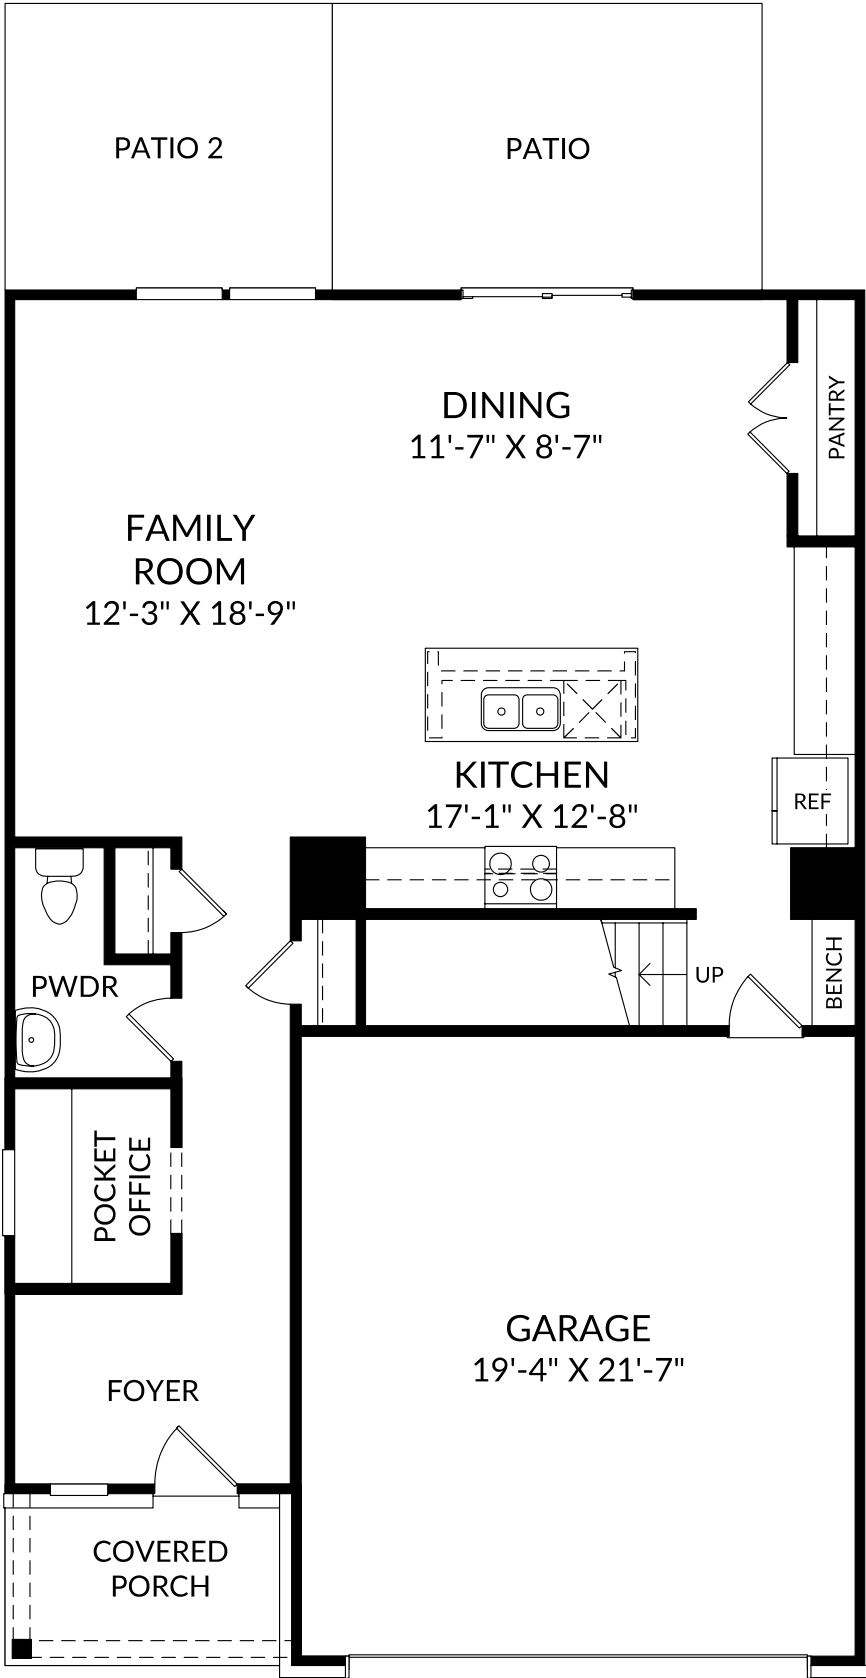 PATIO 2
PATIO
DINING
11'-7" X 8'-7"
PANTRY
FAMILY
ROOM
12'-3" X 18'-9"
KITCHEN
17'-1" X 12'-8"
REF
PWDR
UP
BENCH
POCKET
OFFICE
GARAGE
19'-4" X 21'-7"
FOYER
COVERED
PORCH